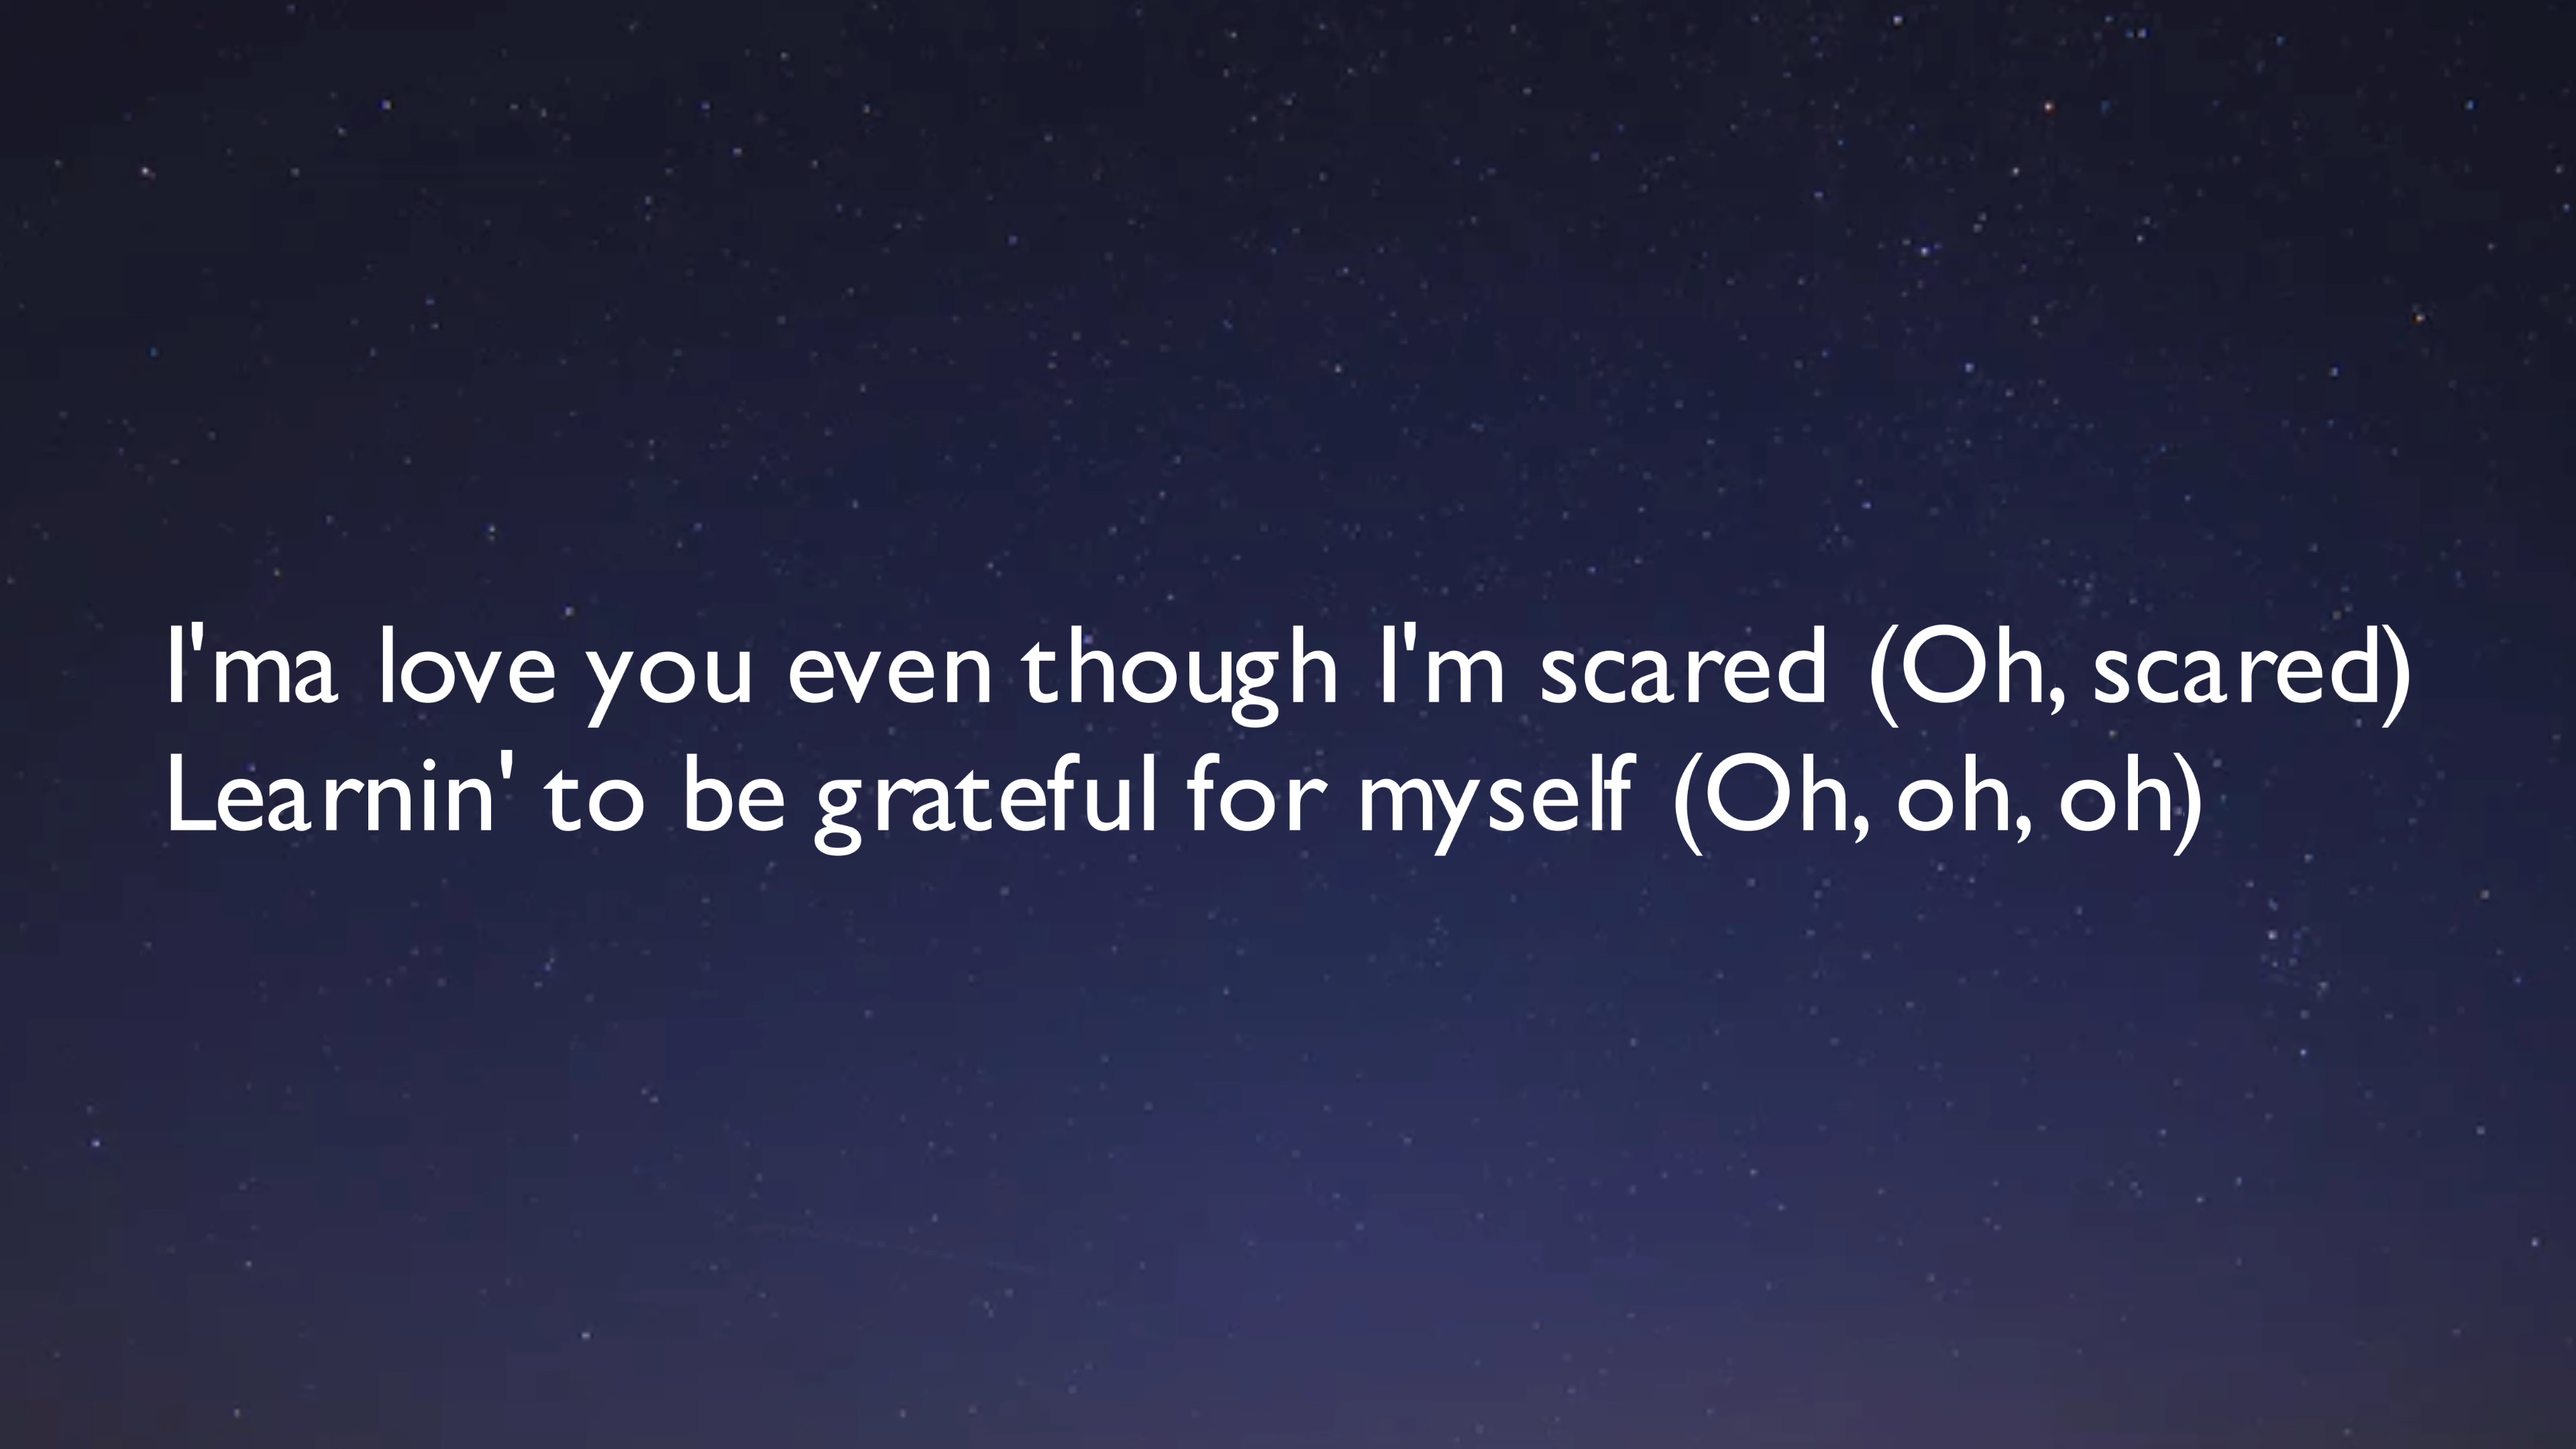 I'ma love you even though I'm scared (Oh, scared)
Learnin' to be grateful for myself (Oh, oh, oh)